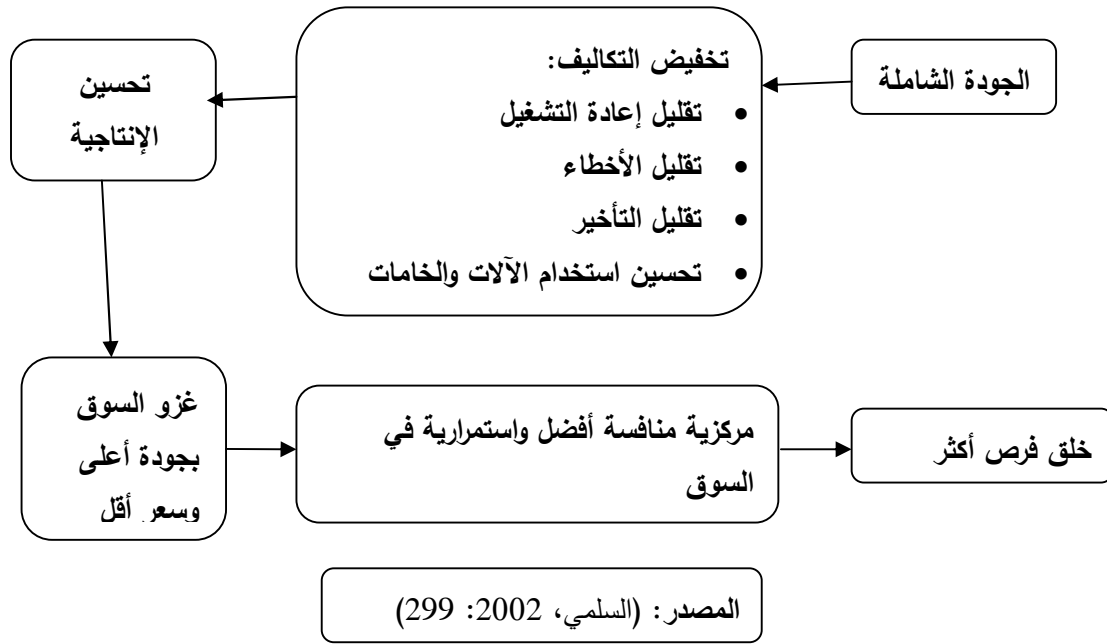 الجودة الشاملة
تخفيض التكاليف:
• تقليل إعادة التشغيل
• تقليل الأخطاء
• تقليل التأخير
• تحسين استخدام الآلات والخامات
تحسين
الإنتاجية
غزو السوق
بجودة أعلى
وسعر أقل
مركزية منافسة أفضل واستمرارية في
السوق
خلق فرص أكثر
المصدر: (السلمي، 2002: 299)